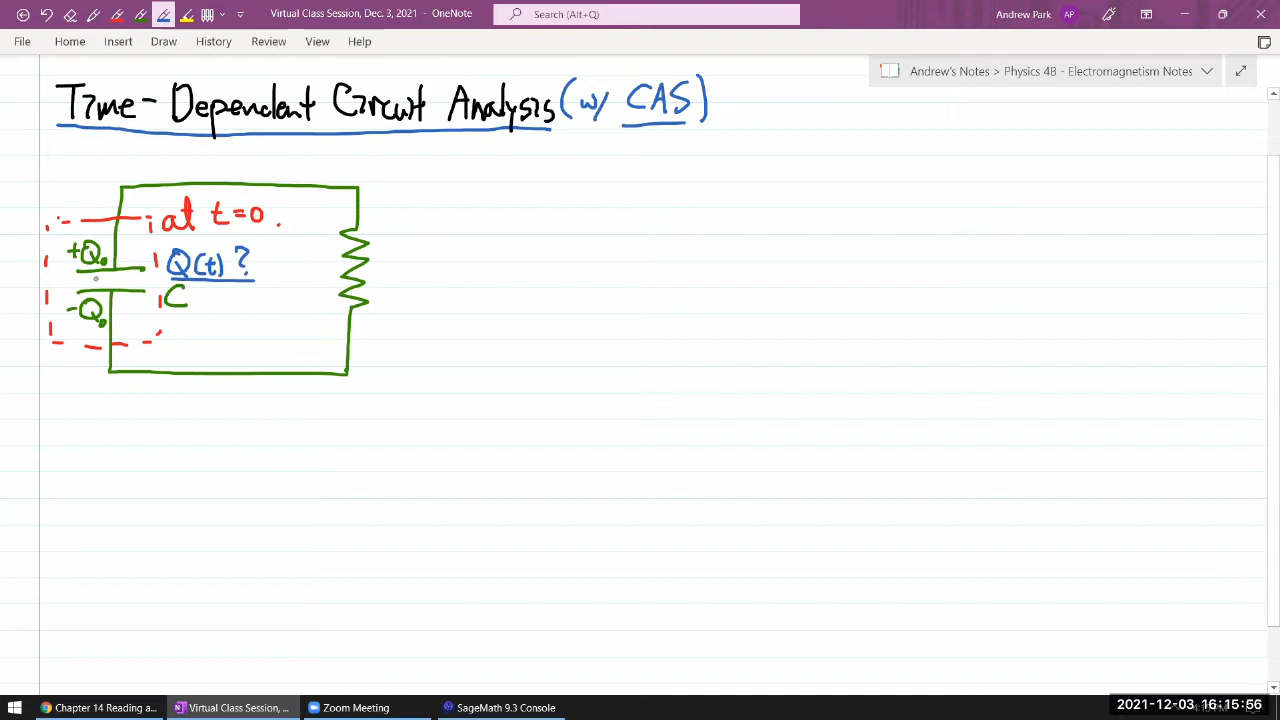 Virtual Class Session, Dec. 3, 2021 - OneNote
Search (Alt+Q)
Andrew Park
AP
File Home Insert Draw History Review View Help
Andrew's Notes > Physics 4B - Electromagnetism Notes
Time-Dependent Circuit Analysis (w/ CAS)
at t=0.
+Q₀
Q(t) ?
C
-Q₀
Chapter 14 Reading a...
Virtual Class Session, ...
Zoom Meeting
SageMath 9.3 Console
2021-12-03 16:15:56